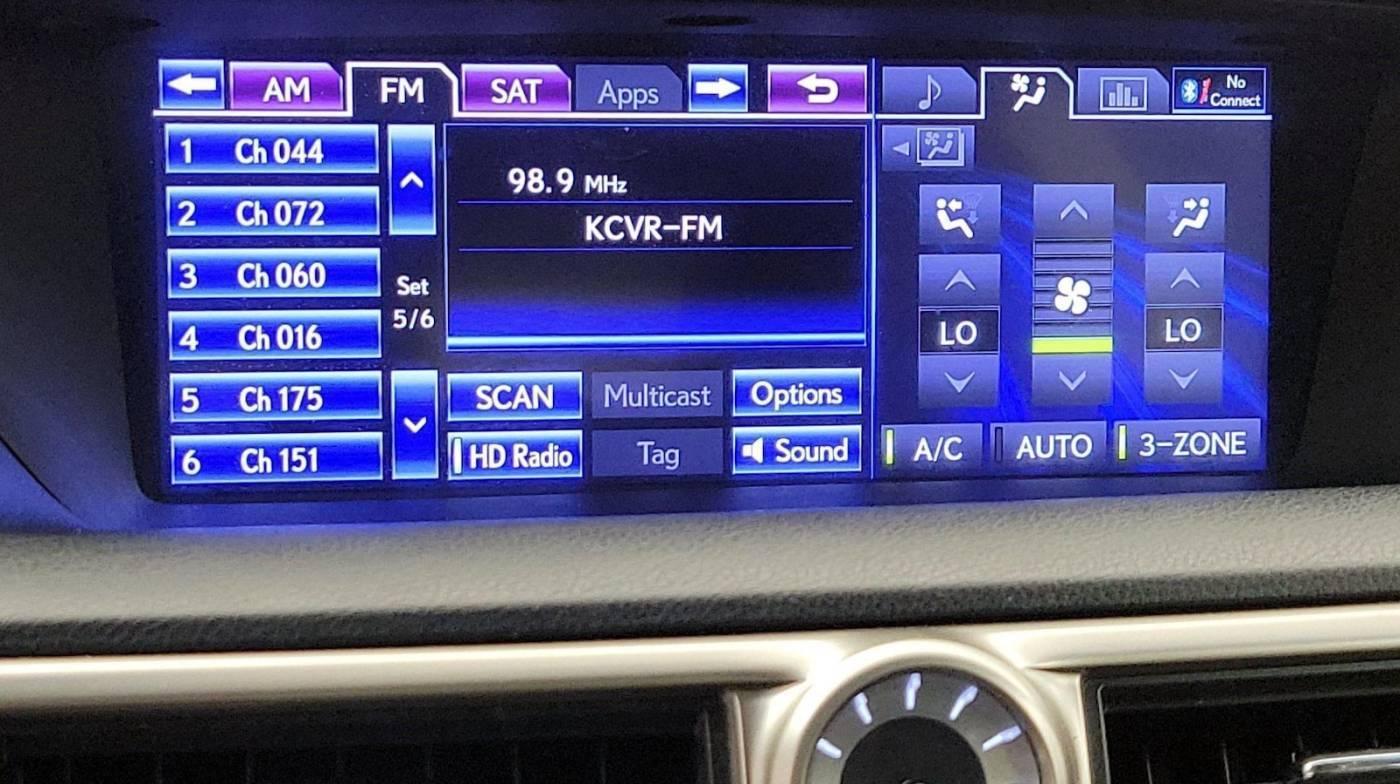 AM FM SAT Apps
No
Connect
1 Ch 044
2 Ch 072
3 Ch 060
4 Ch 016
5 Ch 175
6 Ch 151
Set
5/6
98.9 MHz
KCVR-FM
SCAN Multicast Options
HD Radio Tag Sound
LO LO
A/C AUTO 3-ZONE